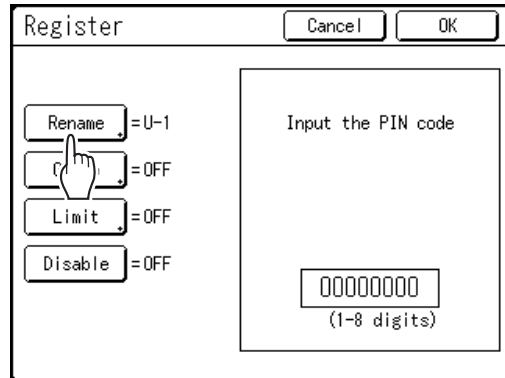 Register
Cancel
OK
Rename =U-1
=OFF
Limit =OFF
Disable =OFF
Input the PIN code
00000000
(1-8 digits)